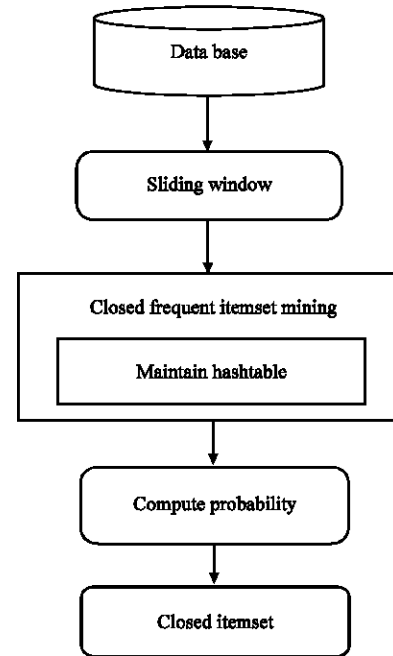 Data base
Sliding window
Closed frequent itemset mining
Maintain hashtable
Compute probability
Closed itemset